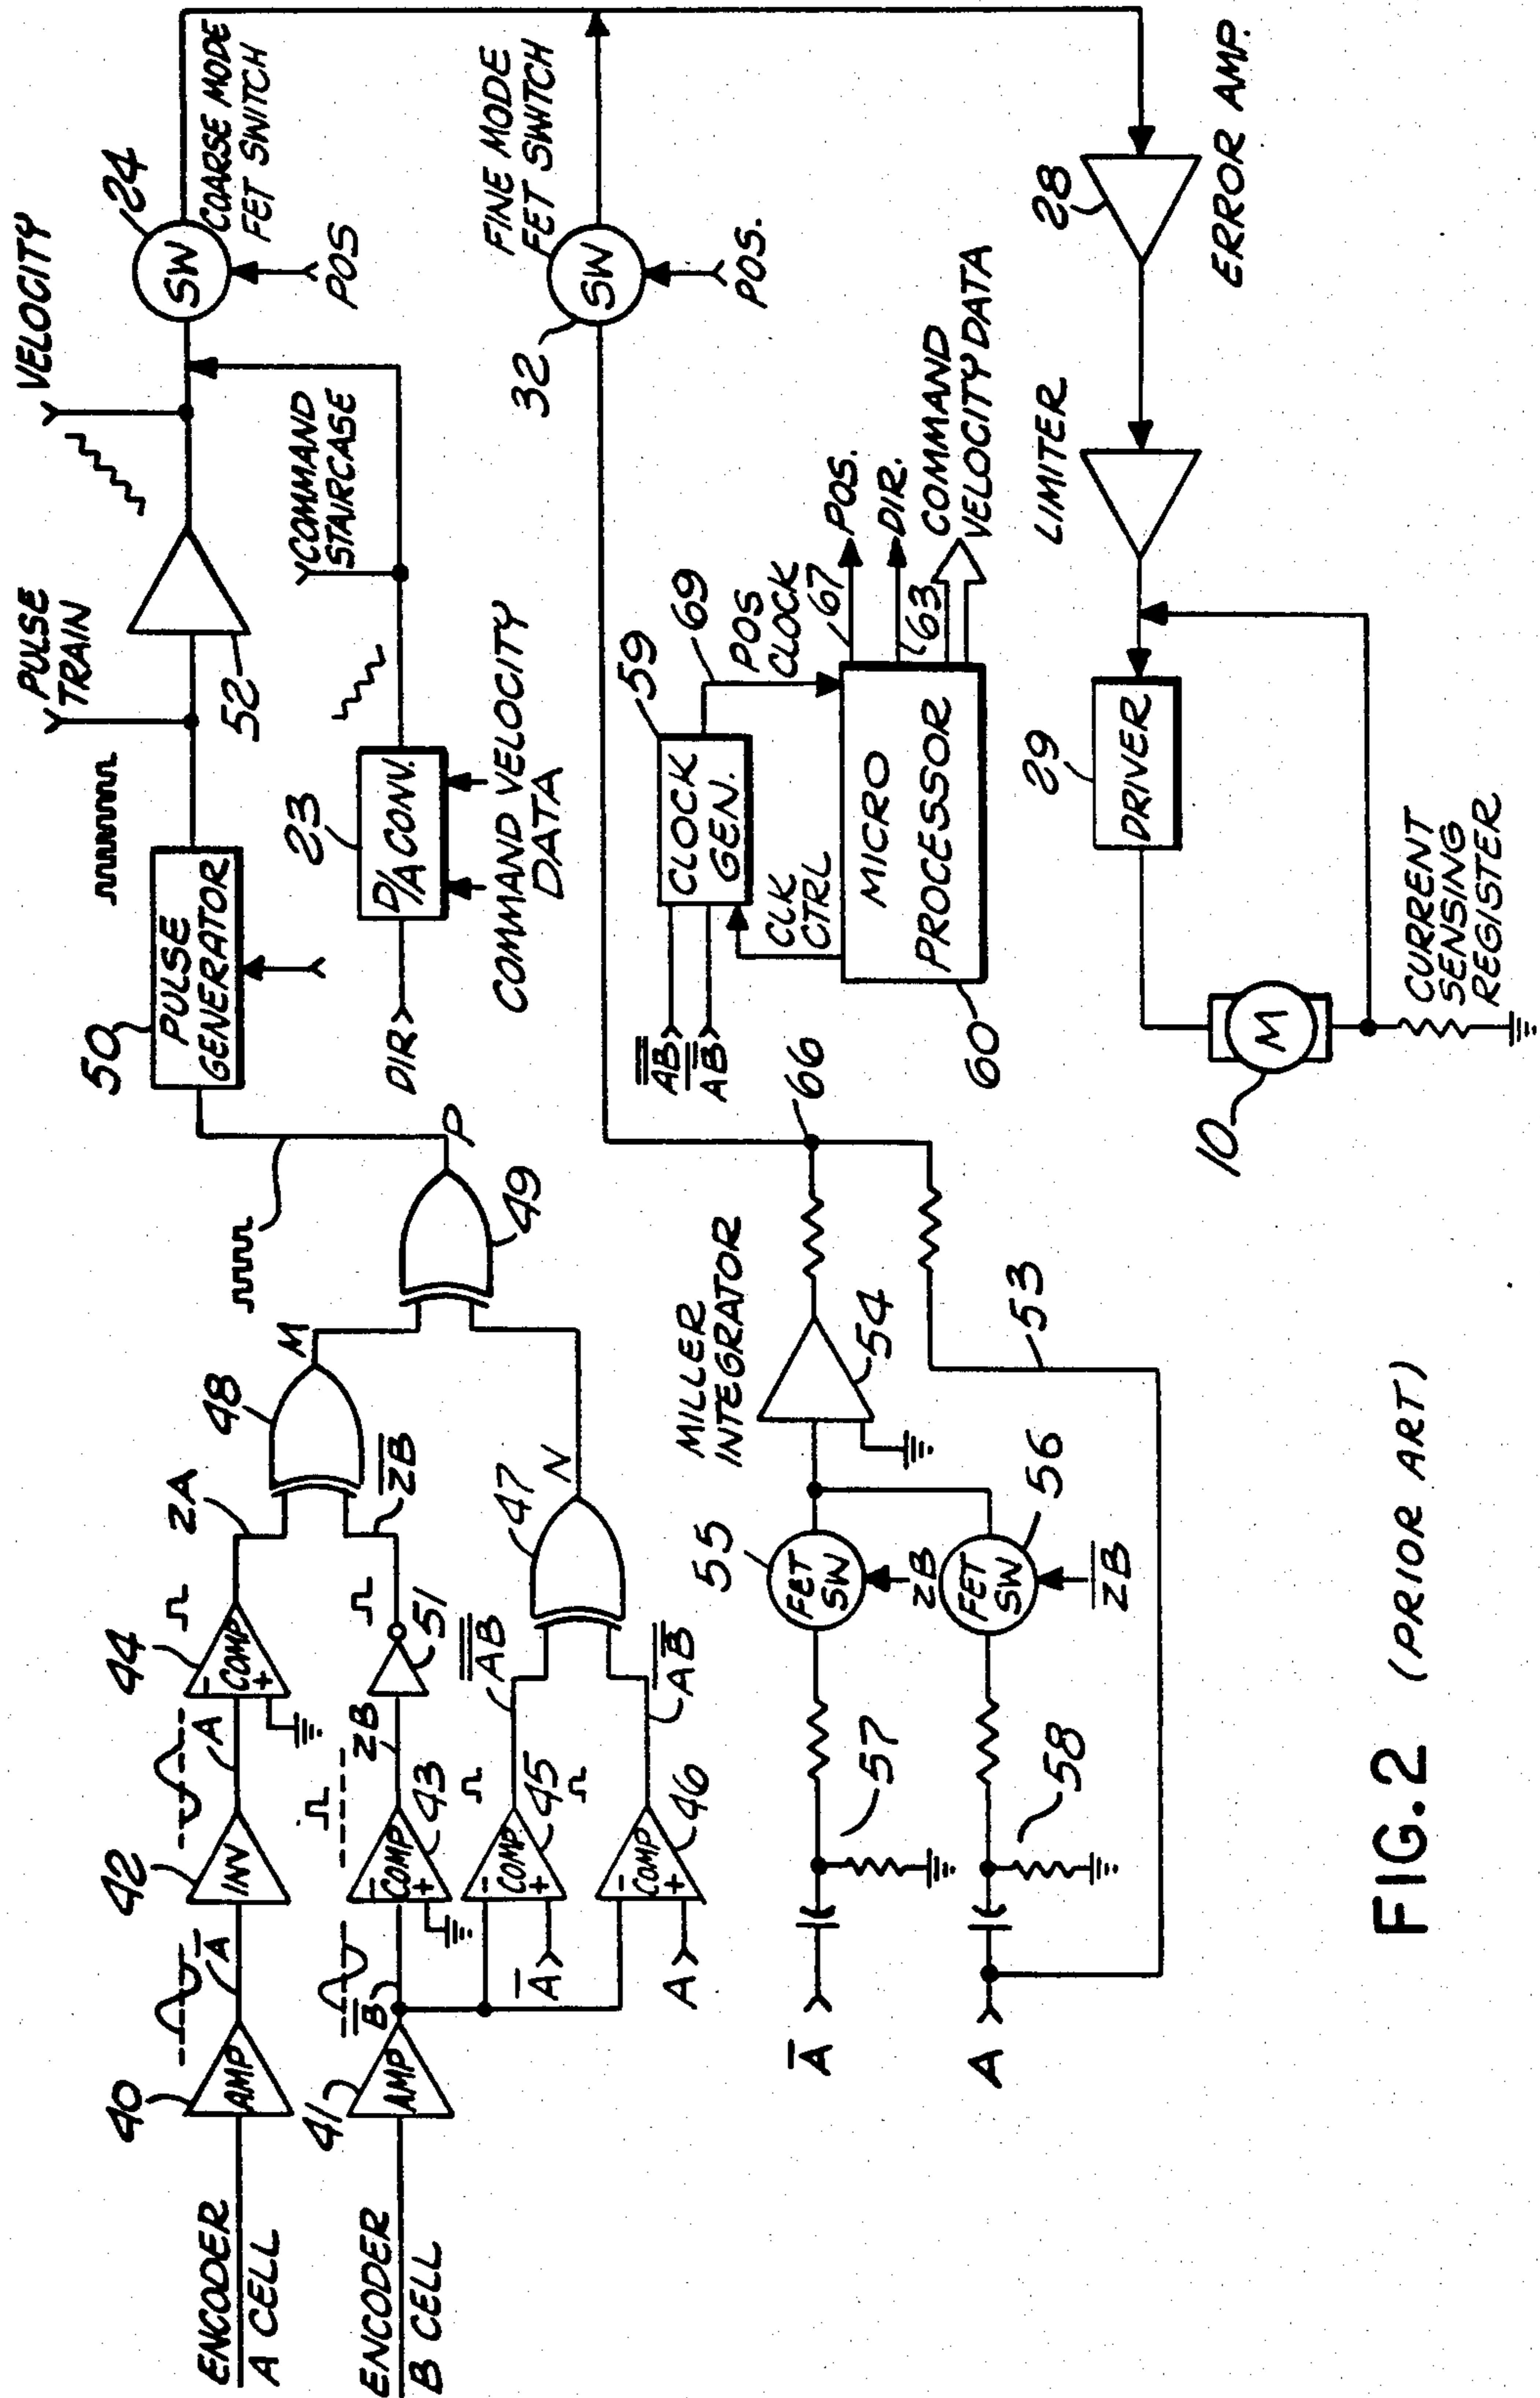 ENCODER
A CELL
40
AMP
A̅
42
INV
A
44
COMP
- +
2A
48
M
ENCODER
B CELL
41
AMP
B̅
COMP
- +
43
2B
51
2̅B̅
COMP
- +
45
A̅
A̅B̿
COMP
- +
46
A
A̅B̅
47
N
49
P
50
PULSE
GENERATOR
PULSE
TRAIN
52
VELOCITY
24
SW
COARSE MODE
FET SWITCH
POS
DIR
23
D/A CONV.
COMMAND VELOCITY
DATA
COMMAND
STAIRCASE
FINE MODE
FET SWITCH
32
SW
POS.
A̅
57
55
FET
SW
2B
A
58
FET
SW
56
2̅B̅
MILLER
INTEGRATOR
54
53
66
A̅B̿
A̅B̅
59
CLOCK
GEN.
69
POS
CLOCK
CLK
CTRL
MICRO
PROCESSOR
60
67
POS.
DIR.
63
COMMAND
VELOCITY DATA
10
M
CURRENT
SENSING
REGISTER
29
DRIVER
LIMITER
28
ERROR AMP.
FIG.2 (PRIOR ART)